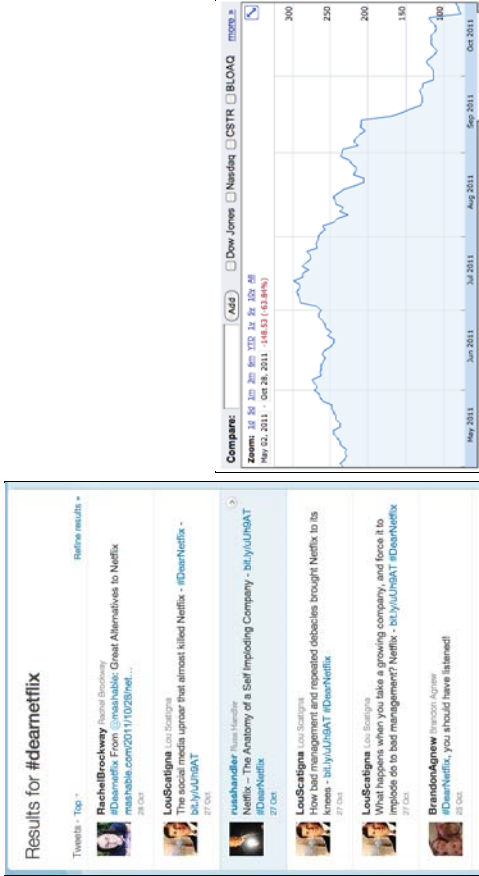 Results for #dearnetflix
Tweets · Top
Refine results »
RachelBrockway Rachel Brockway
#Dearnetflix From @mashable: Great Alternatives to Netflix
mashable.com/2011/10/28/net…
28 Oct
LouScatigna Lou Scatigna
The social media uproar that almost killed Netflix - #DearNetflix -
bit.ly/uUh9AT
27 Oct
russhandler Russ Handler
Netflix – The Anatomy of a Self Imploding Company - bit.ly/uUh9AT
#DearNetflix
27 Oct
LouScatigna Lou Scatigna
How bad management and repeated debacles brought Netflix to its
knees - bit.ly/uUh9AT #DearNetflix
27 Oct
LouScatigna Lou Scatigna
What happens when you take a growing company, and force it to
implode do to bad management? Netflix - bit.ly/uUh9AT #DearNetflix
27 Oct
BrandonAgnew Brandon Agnew
#DearNetflix, you should have listened!
25 Oct
Compare: Add Dow Jones Nasdaq CSTR BLOAQ more »
Zoom: 1d 5d 1m 3m 6m YTD 1y 5y 10y All
May 02, 2011 - Oct 28, 2011 -148.53 (-63.84%)
300
250
200
150
100
May 2011 Jun 2011 Jul 2011 Aug 2011 Sep 2011 Oct 2011